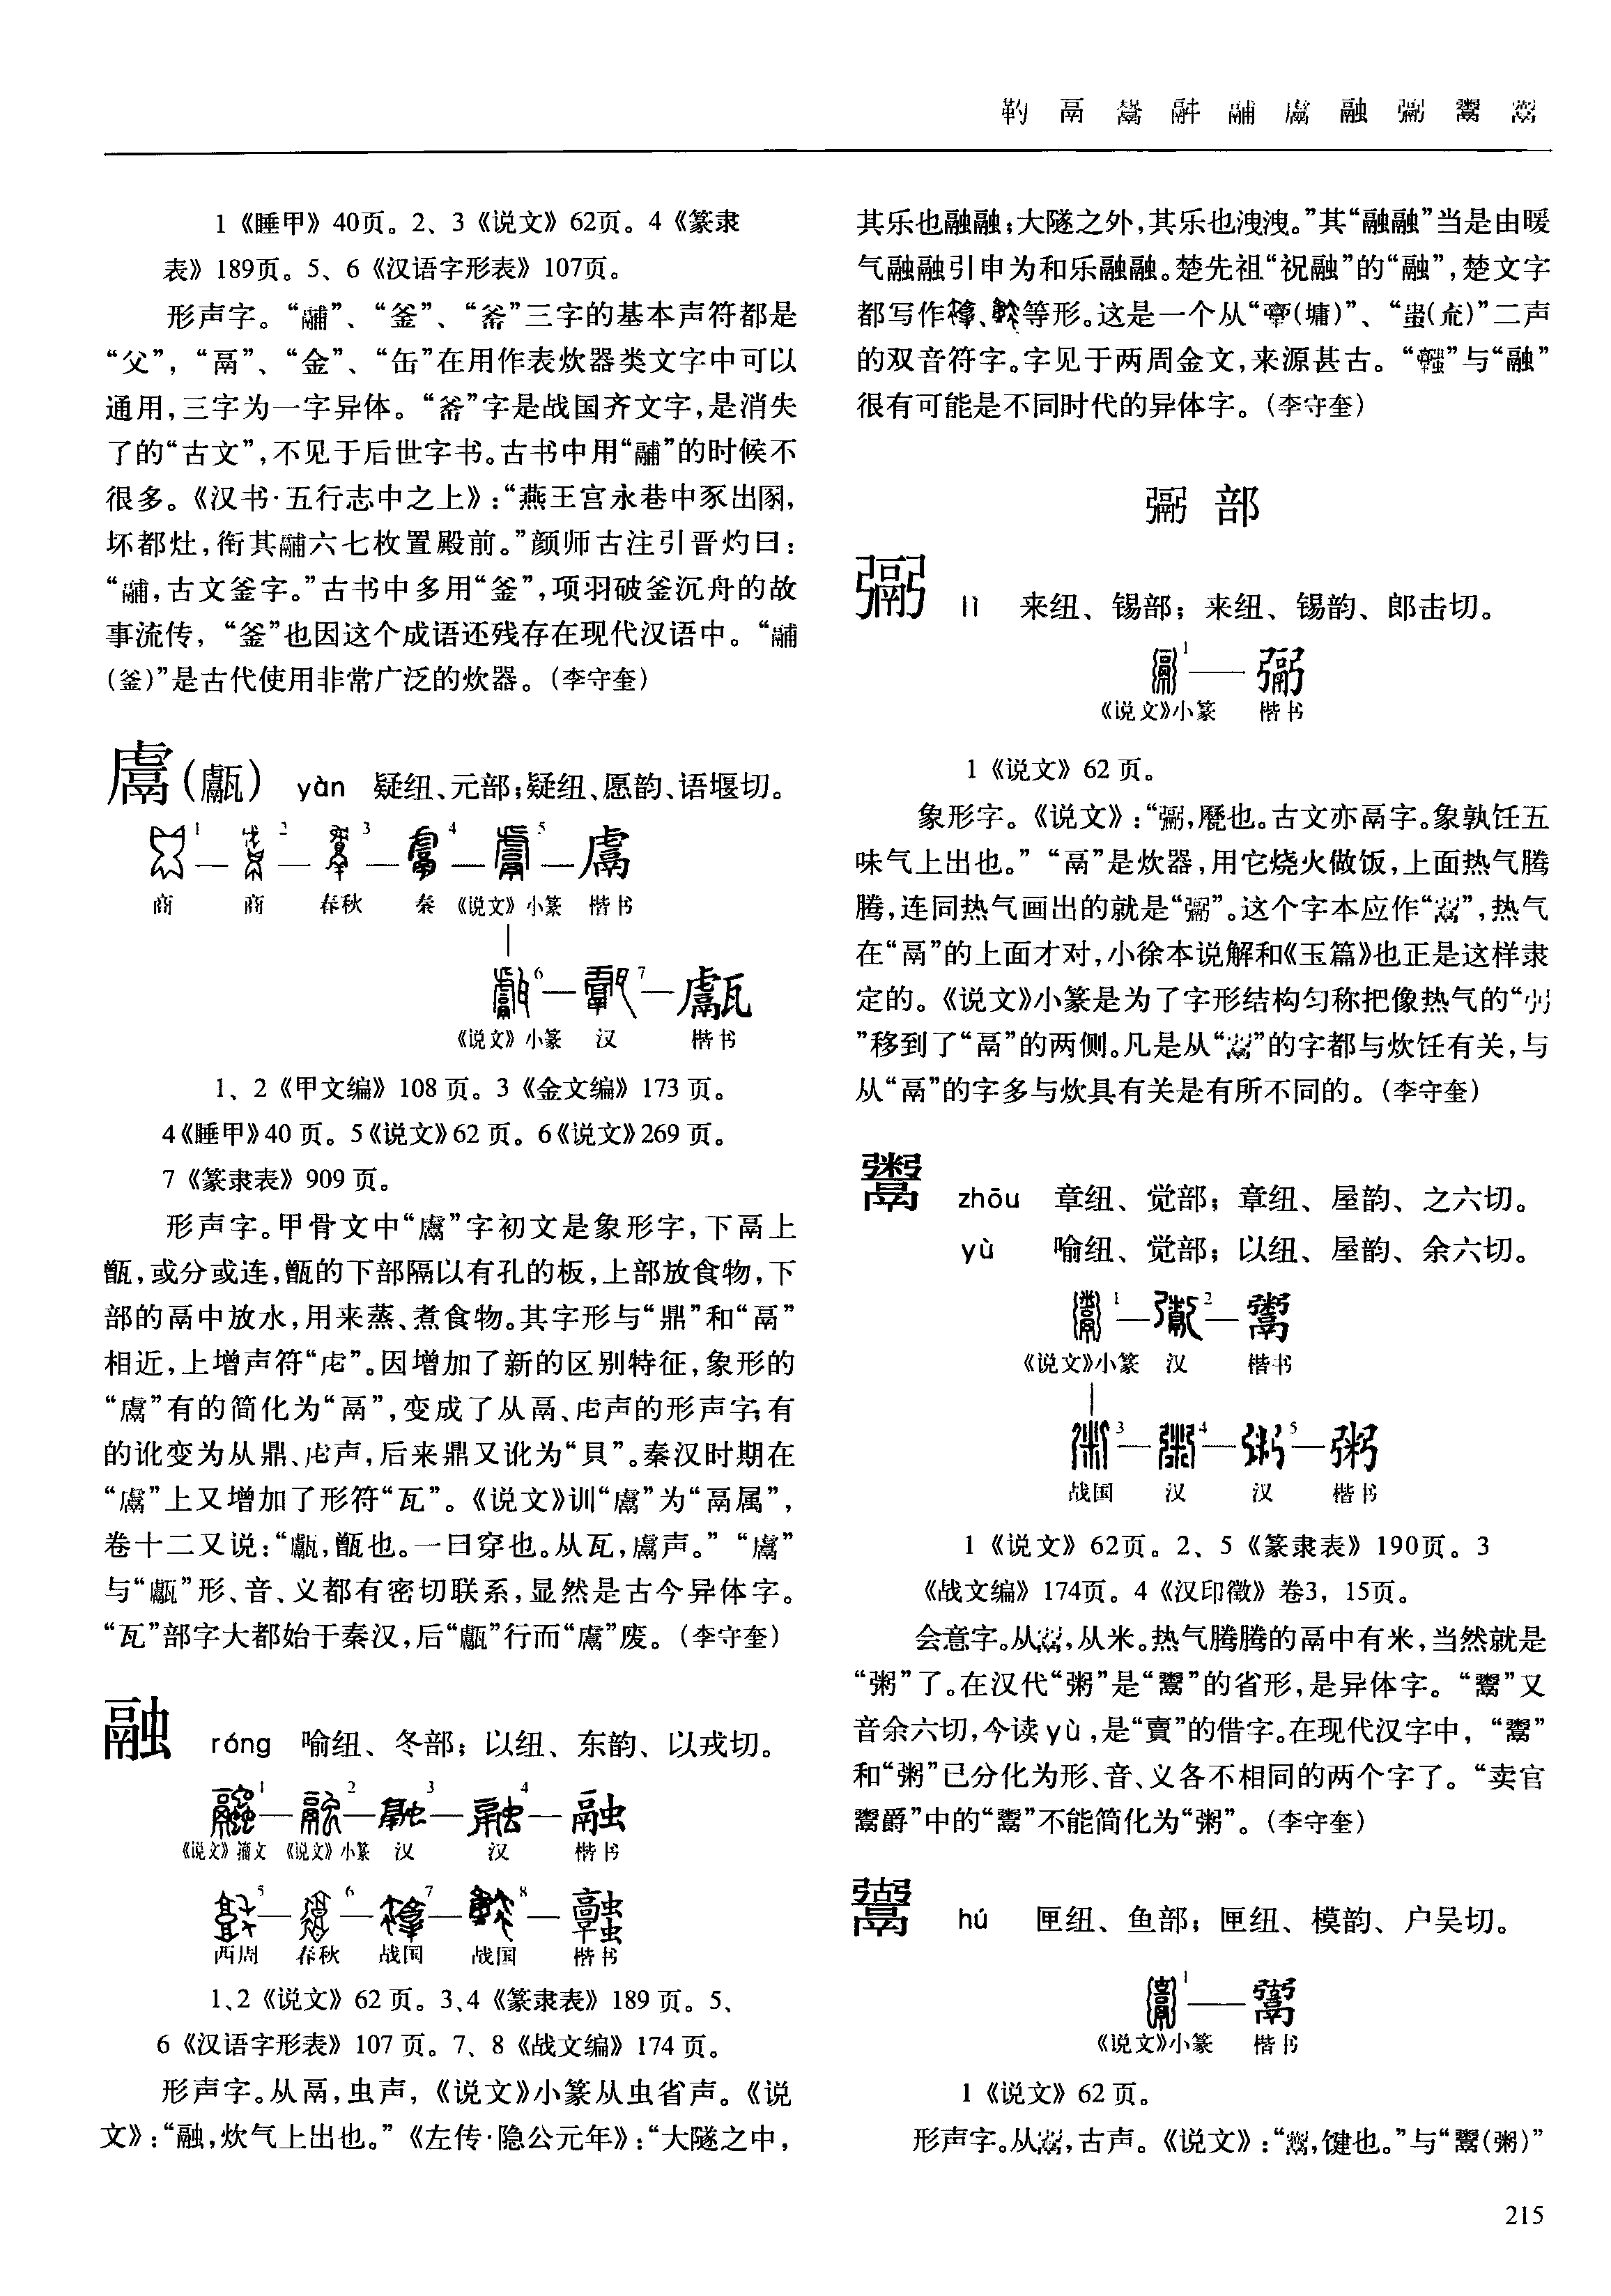 鬲 融 鬻
1《睡甲》40页。2、3《说文》62页。4《篆隶
表》189页。5、6《汉语字形表》107页。
形声字。“鬴”、“釜”、“”三字的基本声符都是
“父”，“鬲”、“金”、“缶”在用作表炊器类文字中可以
通用，三字为一字异体。“”字是战国齐文字，是消失
了的“古文”，不见于后世字书。古书中用“鬴”的时候不
很多。《汉书·五行志中之上》：“燕王宫永巷中豕出圂，
坏都灶，衔其鬴六七枚置殿前。”颜师古注引晋灼曰：
“鬴，古文釜字。”古书中多用“釜”，项羽破釜沉舟的故
事流传，“釜”也因这个成语还残存在现代汉语中。“鬴
(釜)”是古代使用非常广泛的炊器。（李守奎）
鬳(甗) yàn 疑纽、元部；疑纽、愿韵、语堰切。
1 — 2 — 3 — 4 — 5 — 鬳
商 商 春秋 秦 《说文》小篆 楷书
6 — 7 — 甗
《说文》小篆 汉 楷书
1、2《甲文编》108页。3《金文编》173页。
4《睡甲》40页。5《说文》62页。6《说文》269页。
7《篆隶表》909页。
形声字。甲骨文中“鬳”字初文是象形字，下鬲上
甑，或分或连，甑的下部隔以有孔的板，上部放食物，下
部的鬲中放水，用来蒸、煮食物。其字形与“鼎”和“鬲”
相近，上增声符“虍”。因增加了新的区别特征，象形的
“鬳”有的简化为“鬲”，变成了从鬲、虍声的形声字；有
的讹变为从鼎、虍声，后来鼎又讹为“貝”。秦汉时期在
“鬳”上又增加了形符“瓦”。《说文》训“鬳”为“鬲属”，
卷十二又说：“甗，甑也。一曰穿也。从瓦，鬳声。”“鬳”
与“甗”形、音、义都有密切联系，显然是古今异体字。
“瓦”部字大都始于秦汉，后“甗”行而“鬳”废。（李守奎）
融 róng 喻纽、冬部；以纽、东韵、以戎切。
1 — 2 — 3 — 4 — 融
《说文》籀文 《说文》小篆 汉 汉 楷书
5 — 6 — 7 — 8 —
西周 春秋 战国 战国 楷书
1、2《说文》62页。3、4《篆隶表》189页。5、
6《汉语字形表》107页。7、8《战文编》174页。
形声字。从鬲，虫声，《说文》小篆从虫省声。《说
文》：“融，炊气上出也。”《左传·隐公元年》：“大隧之中，
其乐也融融；大隧之外，其乐也洩洩。”其“融融”当是由暖
气融融引申为和乐融融。楚先祖“祝融”的“融”，楚文字
都写作、等形。这是一个从“(墉)”、“蚩(㐬)”二声
的双音符字。字见于两周金文，来源甚古。“”与“融”
很有可能是不同时代的异体字。（李守奎）
䰜 部
䰜 lì 来纽、锡部；来纽、锡韵、郎击切。
1 — 䰜
《说文》小篆 楷书
1《说文》62页。
象形字。《说文》：“䰜，㽁也。古文亦鬲字。象孰饪五
味气上出也。”“鬲”是炊器，用它烧火做饭，上面热气腾
腾，连同热气画出的就是“䰜”。这个字本应作“”，热气
在“鬲”的上面才对，小徐本说解和《玉篇》也正是这样隶
定的。《说文》小篆是为了字形结构匀称把像热气的“
”移到了“鬲”的两侧。凡是从“”的字都与炊饪有关，与
从“鬲”的字多与炊具有关是有所不同的。（李守奎）
鬻 zhōu 章纽、觉部；章纽、屋韵、之六切。
yù 喻纽、觉部；以纽、屋韵、余六切。
1 — 2 — 鬻
《说文》小篆 汉 楷书
3 — 4 — 5 — 粥
战国 汉 汉 楷书
1《说文》62页。2、5《篆隶表》190页。3
《战文编》174页。4《汉印徵》卷3，15页。
会意字。从，从米。热气腾腾的鬲中有米，当然就是
“粥”了。在汉代“粥”是“鬻”的省形，是异体字。“鬻”又
音余六切，今读yù，是“賣”的借字。在现代汉字中，“鬻”
和“粥”已分化为形、音、义各不相同的两个字了。“卖官
鬻爵”中的“鬻”不能简化为“粥”。（李守奎）
hú 匣纽、鱼部；匣纽、模韵、户吴切。
1 —
《说文》小篆 楷书
1《说文》62页。
形声字。从，古声。《说文》：“，键也。”与“鬻(粥)”
215